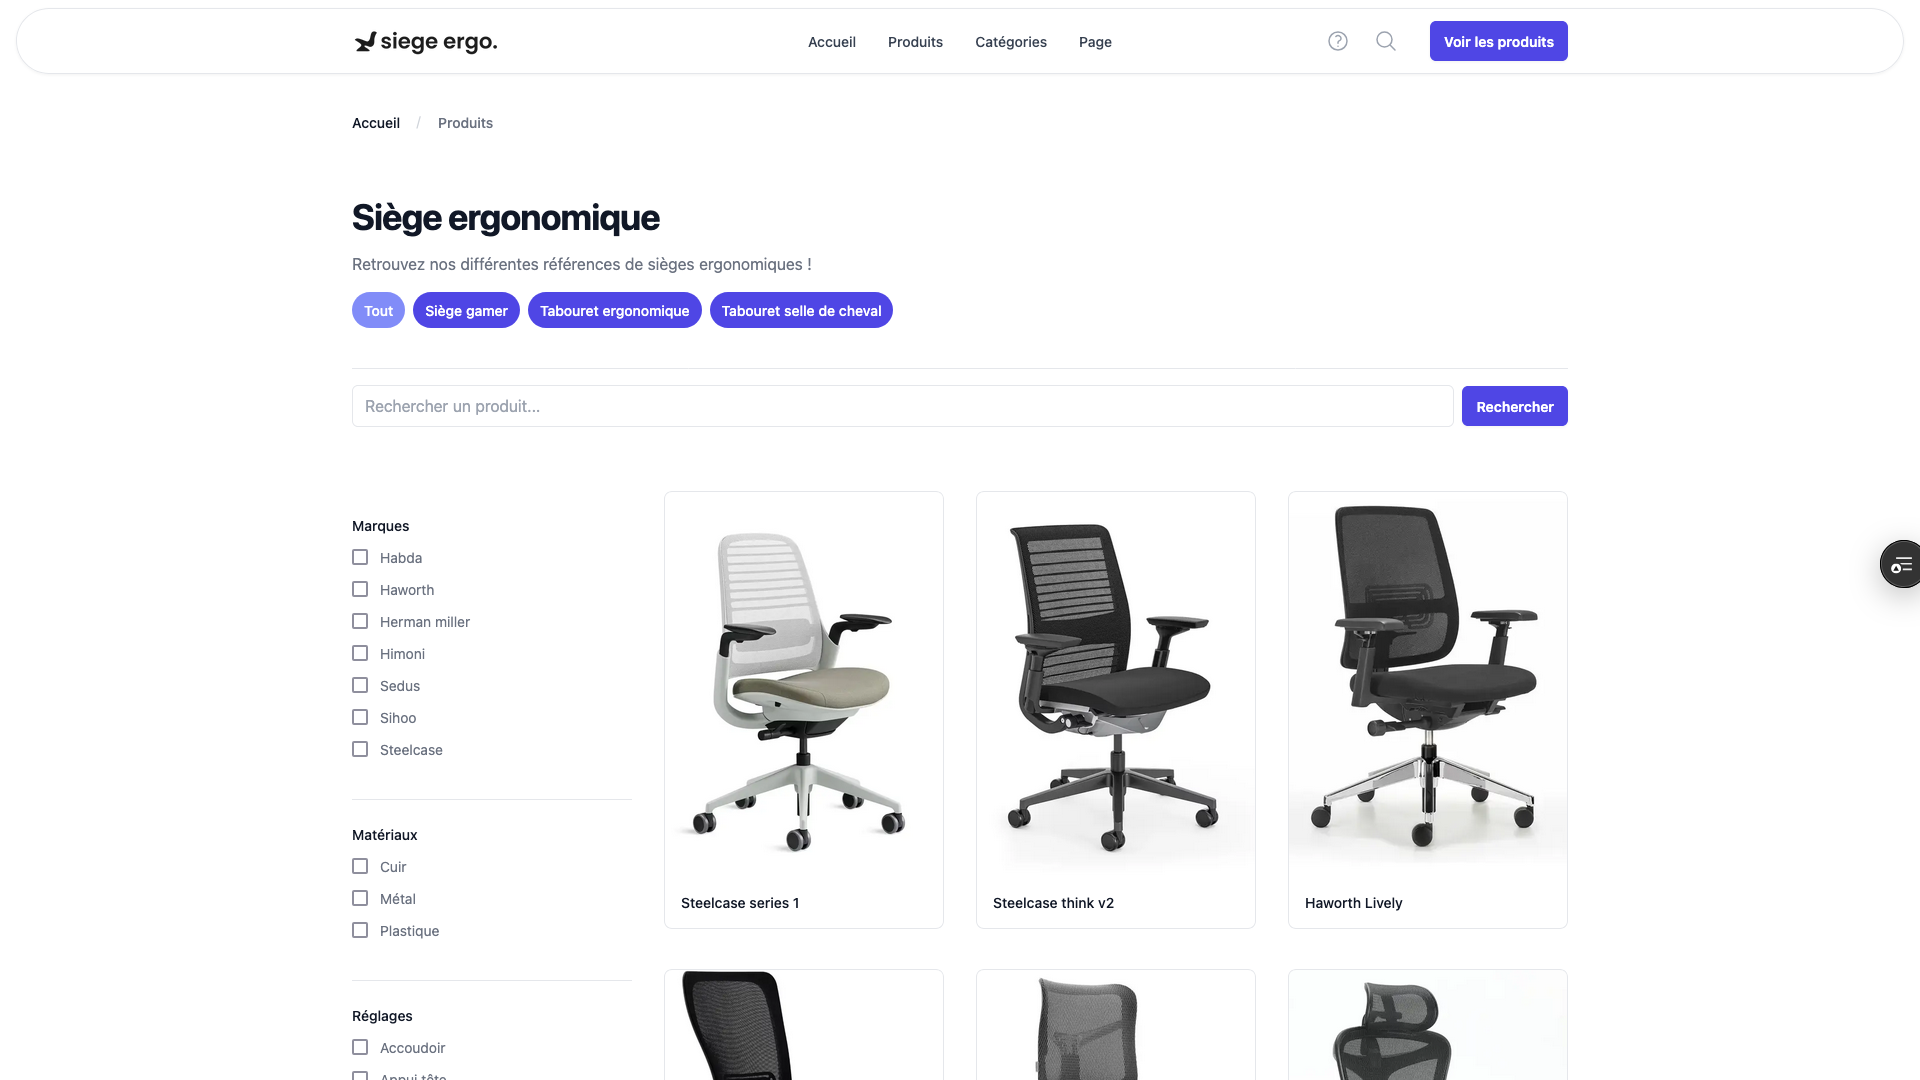 siege ergo.
Accueil
Produits
Catégories
Page
Voir les produits
Accueil / Produits
Siège ergonomique
Retrouvez nos différentes références de sièges ergonomiques !
Tout
Siège gamer
Tabouret ergonomique
Tabouret selle de cheval
Rechercher un produit...
Rechercher
Marques
Habda
Haworth
Herman miller
Himoni
Sedus
Sihoo
Steelcase
Matériaux
Cuir
Métal
Plastique
Réglages
Accoudoir
Appui tête
Steelcase series 1
Steelcase think v2
Haworth Lively